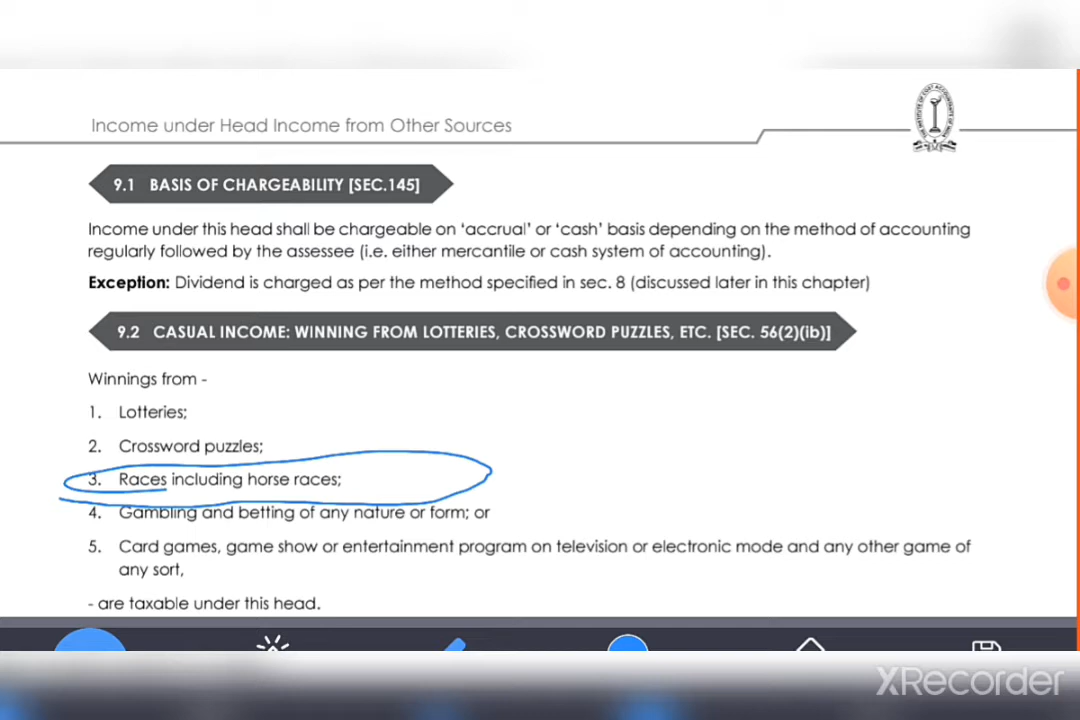 Income under Head Income from Other Sources
9.1 BASIS OF CHARGEABILITY [SEC.145]
Income under this head shall be chargeable on ‘accrual’ or ‘cash’ basis depending on the method of accounting
regularly followed by the assessee (i.e. either mercantile or cash system of accounting).
Exception: Dividend is charged as per the method specified in sec. 8 (discussed later in this chapter)
9.2 CASUAL INCOME: WINNING FROM LOTTERIES, CROSSWORD PUZZLES, ETC. [SEC. 56(2)(ib)]
Winnings from -
1. Lotteries;
2. Crossword puzzles;
3. Races including horse races;
4. Gambling and betting of any nature or form; or
5. Card games, game show or entertainment program on television or electronic mode and any other game of
any sort,
- are taxable under this head.
XRecorder